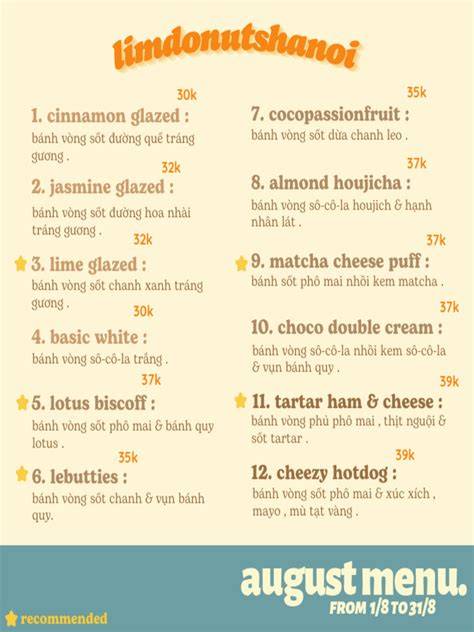 limdonutshanoi
30k
1. cinnamon glazed :
bánh vòng sốt đường quế tráng
gương .
32k
2. jasmine glazed :
bánh vòng sốt đường hoa nhài
tráng gương .
32k
3. lime glazed :
bánh vòng sốt chanh xanh tráng
gương .
30k
4. basic white :
bánh vòng sô-cô-la trắng .
37k
5. lotus biscoff :
bánh vòng sốt phô mai & bánh quy
lotus .
35k
6. lebutties :
bánh vòng sốt chanh & vụn bánh
quy.
35k
7. cocopassionfruit :
bánh vòng sốt dừa chanh leo .
37k
8. almond houjicha :
bánh vòng sô-cô-la houjich & hạnh
nhân lát .
37k
9. matcha cheese puff :
bánh sốt phô mai nhồi kem matcha .
37k
10. choco double cream :
bánh vòng sô-cô-la nhồi kem sô-cô-la
& vụn bánh quy .
39k
11. tartar ham & cheese :
bánh vòng phủ phô mai , thịt nguội &
sốt tartar .
39k
12. cheezy hotdog :
bánh vòng sốt phô mai & xúc xích ,
mayo , mù tạt vàng .
august menu.
FROM 1/8 TO 31/8
recommended